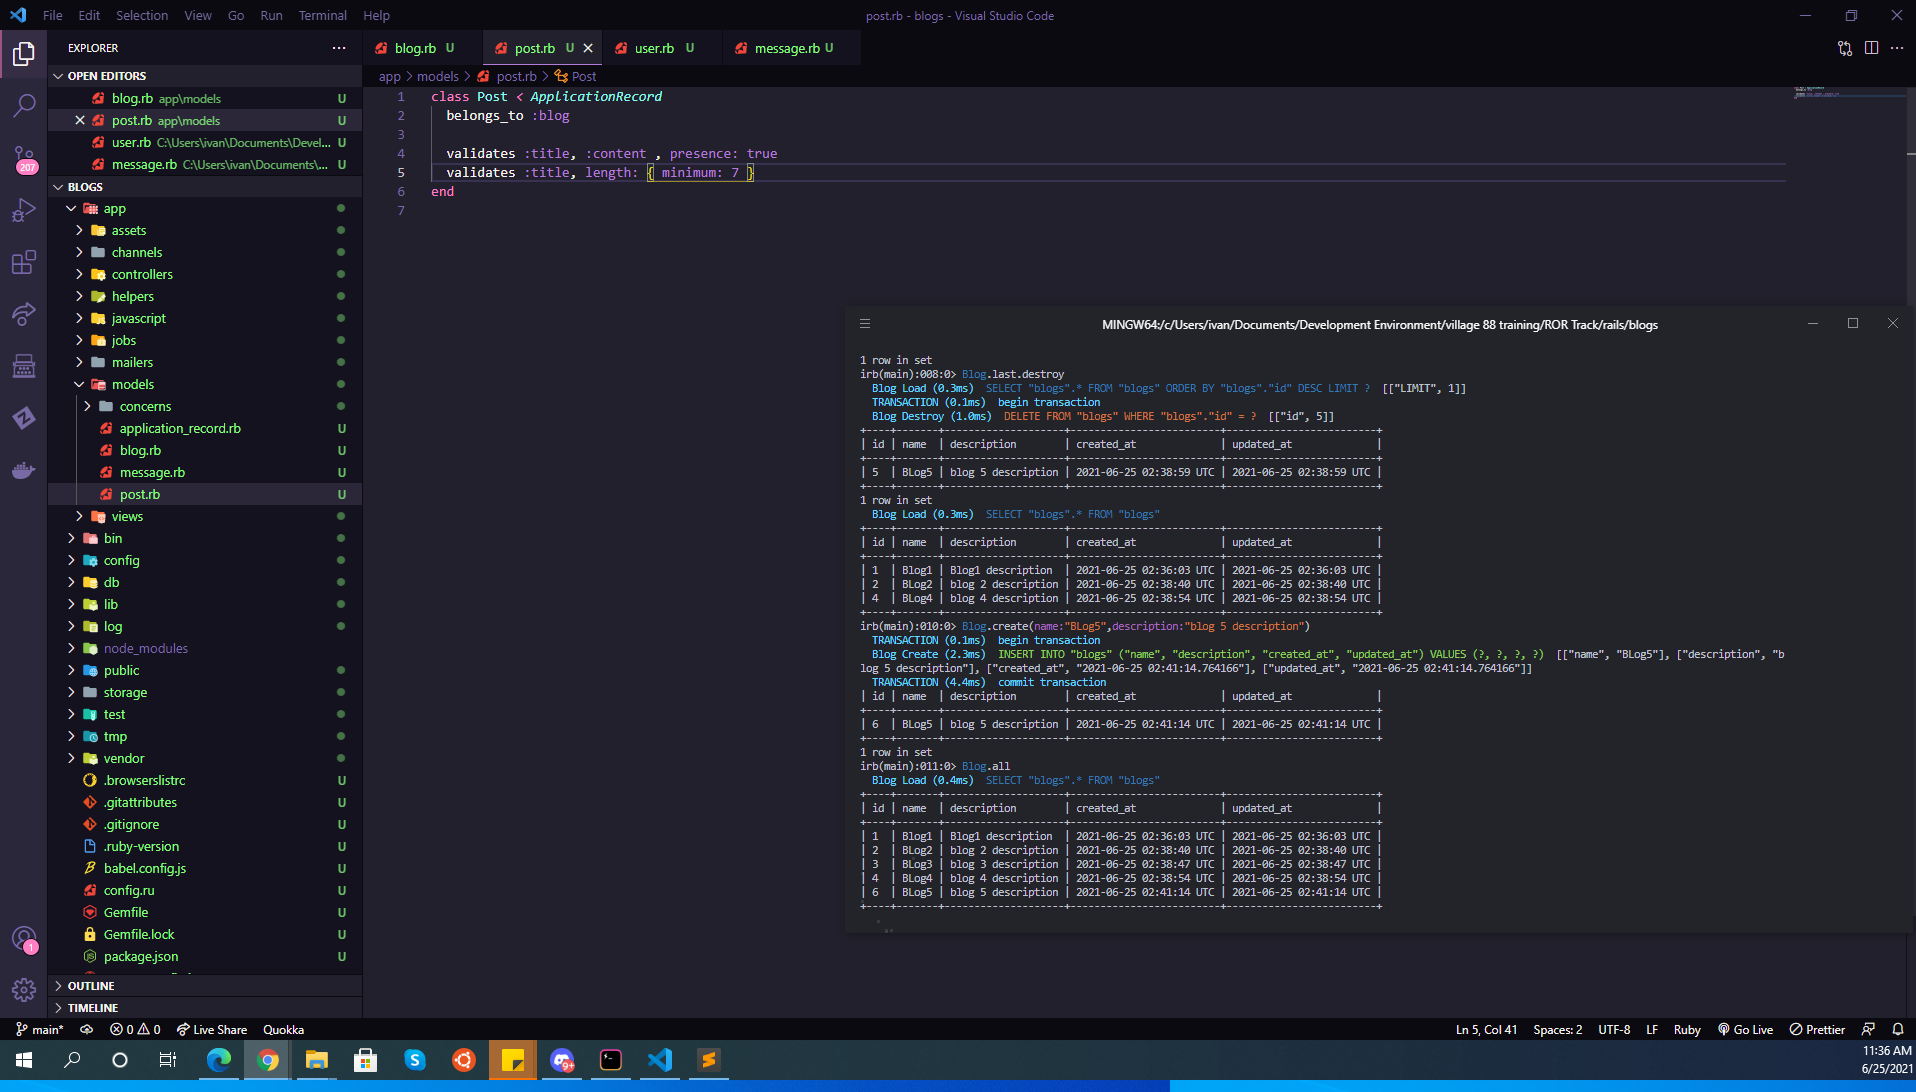 File Edit Selection View Go Run Terminal Help
post.rb - blogs - Visual Studio Code
EXPLORER
OPEN EDITORS
blog.rb app\models U
post.rb app\models U
user.rb C:\Users\ivan\Documents\Devel... U
message.rb C:\Users\ivan\Documents\... U
BLOGS
app
assets
channels
controllers
helpers
javascript
jobs
mailers
models
concerns
application_record.rb U
blog.rb U
message.rb U
post.rb U
views
bin
config
db
lib
log
node_modules
public
storage
test
tmp
vendor
.browserslistrc U
.gitattributes U
.gitignore U
.ruby-version U
babel.config.js U
config.ru U
Gemfile U
Gemfile.lock U
package.json U
OUTLINE
TIMELINE
207
1
blog.rb U post.rb U user.rb U message.rb U
app > models > post.rb > Post
1 class Post < ApplicationRecord
2 belongs_to :blog
3
4 validates :title, :content , presence: true
5 validates :title, length: { minimum: 7 }
6 end
7
MINGW64:/c/Users/ivan/Documents/Development Environment/village 88 training/ROR Track/rails/blogs
1 row in set
irb(main):008:0> Blog.last.destroy
Blog Load (0.3ms) SELECT "blogs".* FROM "blogs" ORDER BY "blogs"."id" DESC LIMIT ? [["LIMIT", 1]]
TRANSACTION (0.1ms) begin transaction
Blog Destroy (1.0ms) DELETE FROM "blogs" WHERE "blogs"."id" = ? [["id", 5]]
+----+-------+--------------------+-------------------------+-------------------------+
| id | name | description | created_at | updated_at |
+----+-------+--------------------+-------------------------+-------------------------+
| 5 | BLog5 | blog 5 description | 2021-06-25 02:38:59 UTC | 2021-06-25 02:38:59 UTC |
+----+-------+--------------------+-------------------------+-------------------------+
1 row in set
Blog Load (0.3ms) SELECT "blogs".* FROM "blogs"
+----+-------+--------------------+-------------------------+-------------------------+
| id | name | description | created_at | updated_at |
+----+-------+--------------------+-------------------------+-------------------------+
| 1 | Blog1 | Blog1 description | 2021-06-25 02:36:03 UTC | 2021-06-25 02:36:03 UTC |
| 2 | BLog2 | blog 2 description | 2021-06-25 02:38:40 UTC | 2021-06-25 02:38:40 UTC |
| 4 | BLog4 | blog 4 description | 2021-06-25 02:38:54 UTC | 2021-06-25 02:38:54 UTC |
+----+-------+--------------------+-------------------------+-------------------------+
irb(main):010:0> Blog.create(name:"BLog5",description:"blog 5 description")
TRANSACTION (0.1ms) begin transaction
Blog Create (2.3ms) INSERT INTO "blogs" ("name", "description", "created_at", "updated_at") VALUES (?, ?, ?, ?) [["name", "BLog5"], ["description", "b
log 5 description"], ["created_at", "2021-06-25 02:41:14.764166"], ["updated_at", "2021-06-25 02:41:14.764166"]]
TRANSACTION (4.4ms) commit transaction
| id | name | description | created_at | updated_at |
+----+-------+--------------------+-------------------------+-------------------------+
| 6 | BLog5 | blog 5 description | 2021-06-25 02:41:14 UTC | 2021-06-25 02:41:14 UTC |
+----+-------+--------------------+-------------------------+-------------------------+
1 row in set
irb(main):011:0> Blog.all
Blog Load (0.4ms) SELECT "blogs".* FROM "blogs"
+----+-------+--------------------+-------------------------+-------------------------+
| id | name | description | created_at | updated_at |
+----+-------+--------------------+-------------------------+-------------------------+
| 1 | Blog1 | Blog1 description | 2021-06-25 02:36:03 UTC | 2021-06-25 02:36:03 UTC |
| 2 | BLog2 | blog 2 description | 2021-06-25 02:38:40 UTC | 2021-06-25 02:38:40 UTC |
| 3 | BLog3 | blog 3 description | 2021-06-25 02:38:47 UTC | 2021-06-25 02:38:47 UTC |
| 4 | BLog4 | blog 4 description | 2021-06-25 02:38:54 UTC | 2021-06-25 02:38:54 UTC |
| 6 | BLog5 | blog 5 description | 2021-06-25 02:41:14 UTC | 2021-06-25 02:41:14 UTC |
+----+-------+--------------------+-------------------------+-------------------------+
main* 0 0 Live Share Quokka
Ln 5, Col 41 Spaces: 2 UTF-8 LF Ruby Go Live Prettier
9+
11:36 AM
6/25/2021